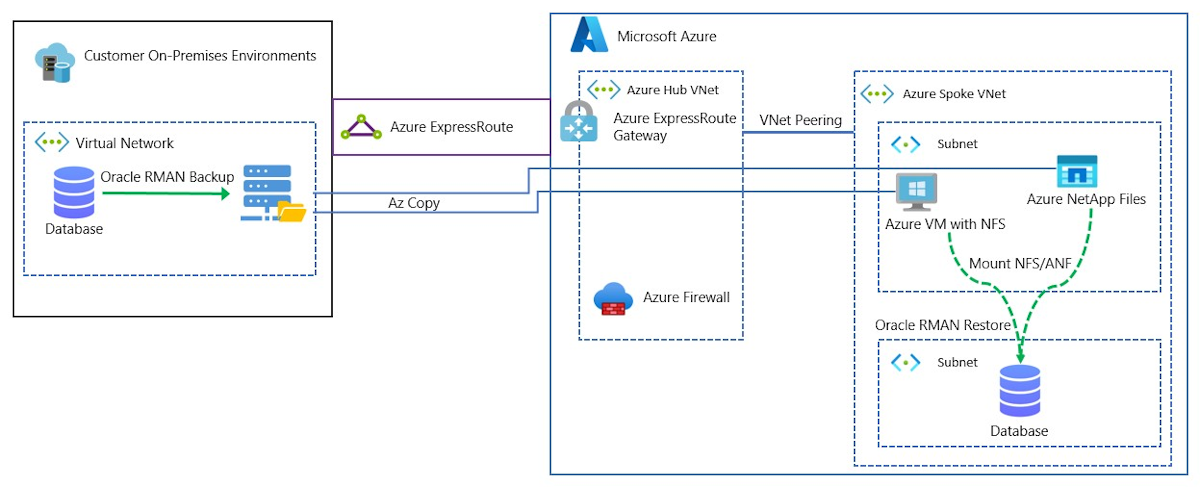 Customer On-Premises Environments
Virtual Network
Oracle RMAN Backup
Database
Az Copy
Azure ExpressRoute
Microsoft Azure
Azure Hub VNet
Azure ExpressRoute
Gateway
Azure Firewall
VNet Peering
Azure Spoke VNet
Subnet
Azure NetApp Files
Azure VM with NFS
Mount NFS/ANF
Oracle RMAN Restore
Subnet
Database